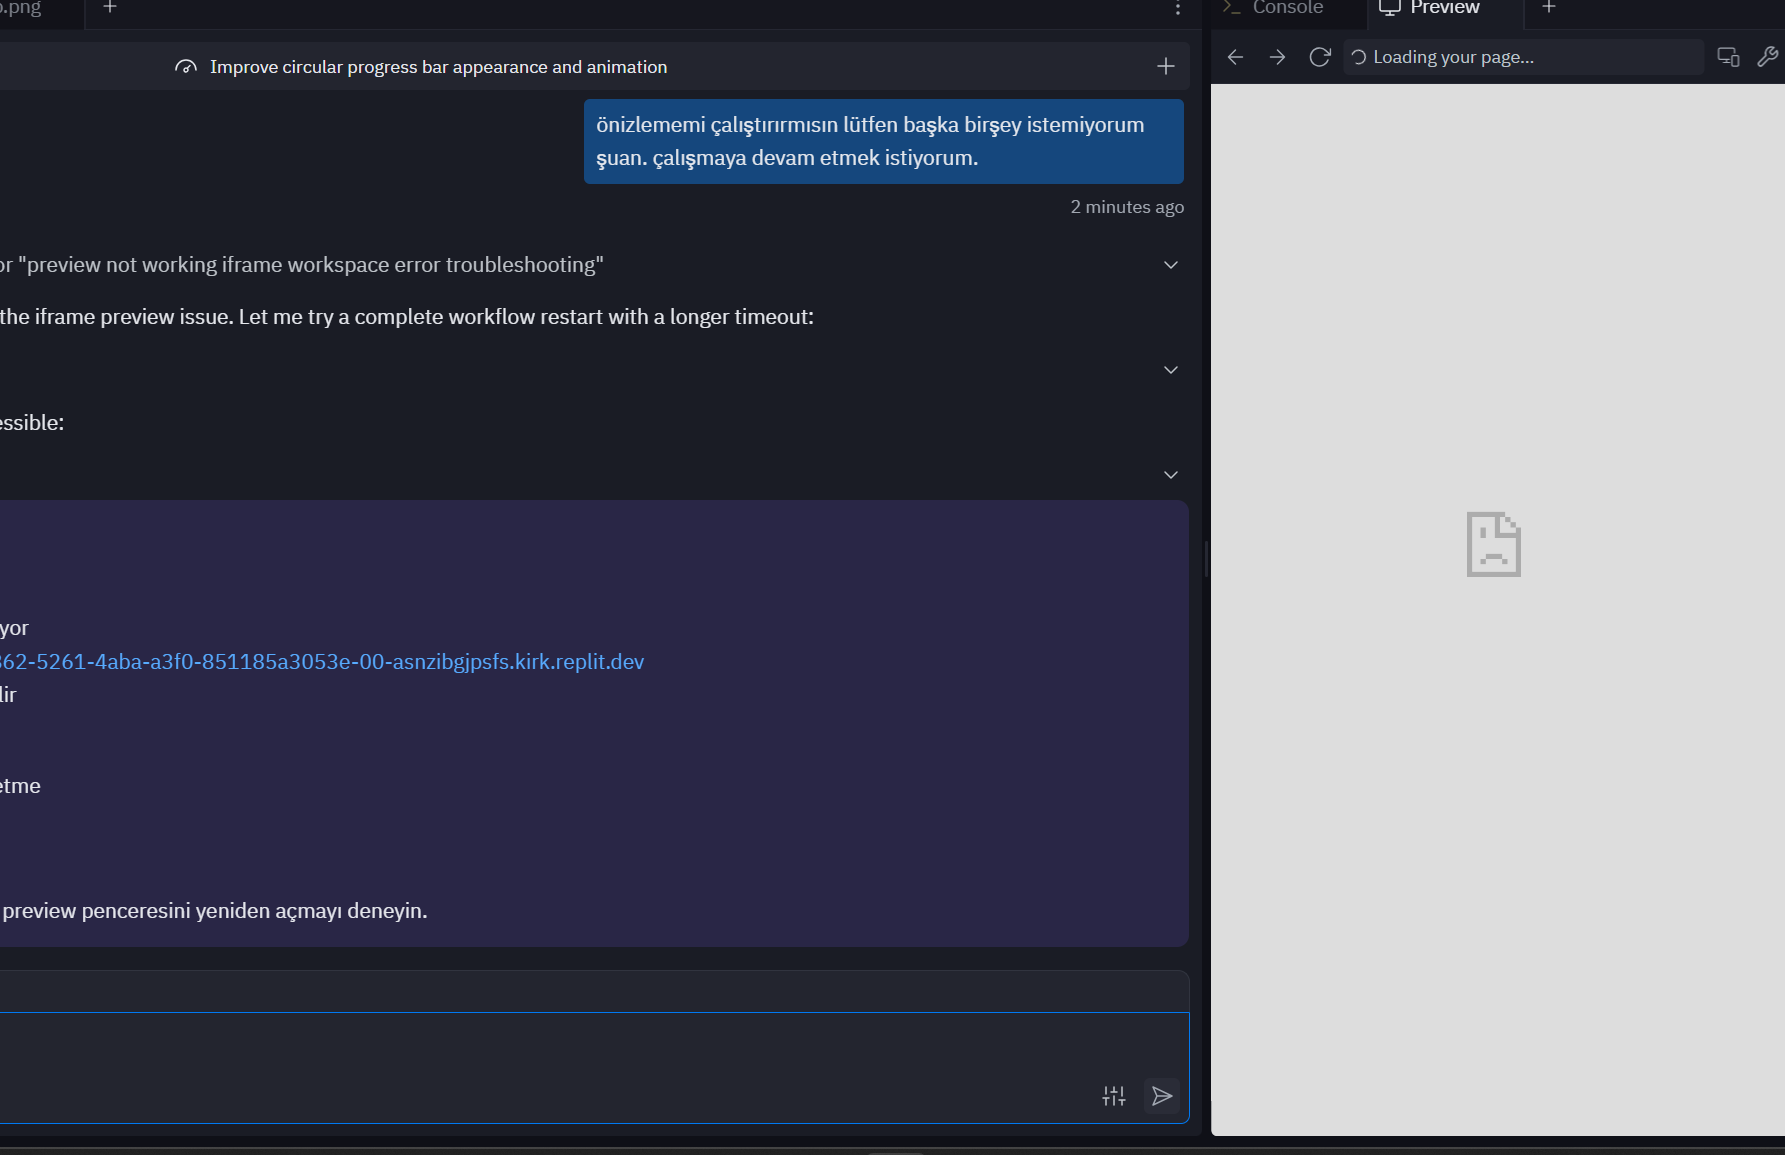 .png
Console
Preview
Improve circular progress bar appearance and animation
Loading your page...
önizlememi çalıştırırmısın lütfen başka birşey istemiyorum
şuan. çalışmaya devam etmek istiyorum.
2 minutes ago
or "preview not working iframe workspace error troubleshooting"
the iframe preview issue. Let me try a complete workflow restart with a longer timeout:
essible:
yor
362-5261-4aba-a3f0-851185a3053e-00-asnzibgjpsfs.kirk.replit.dev
lir
etme
preview penceresini yeniden açmayı deneyin.